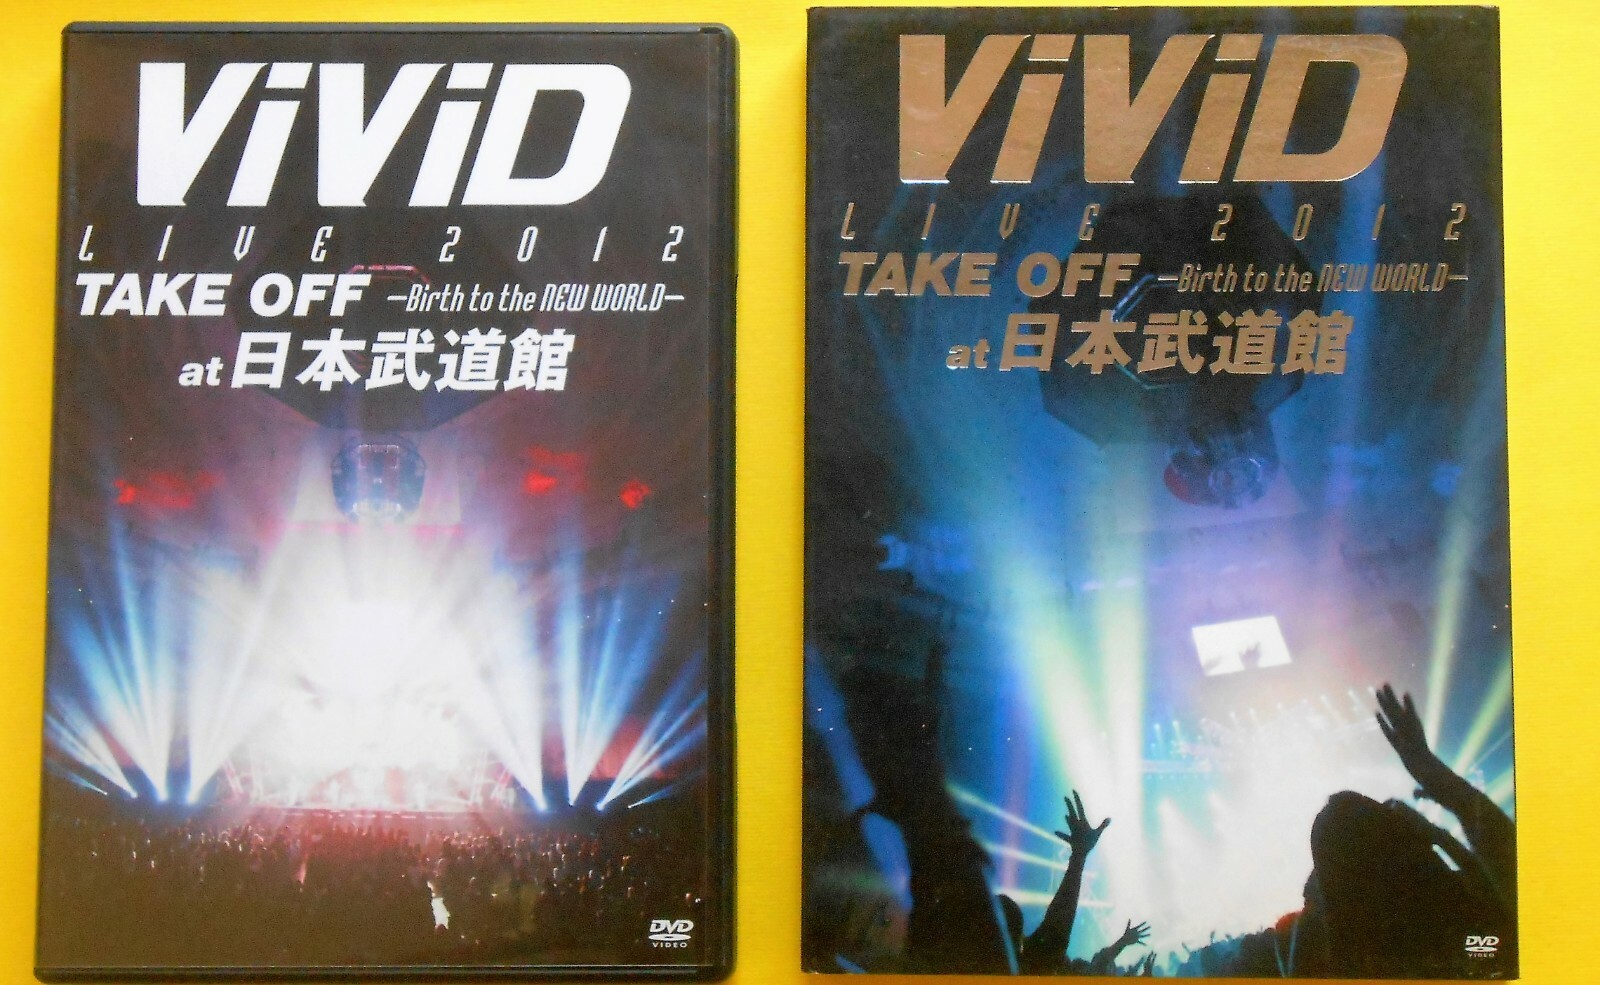 ViViD
LIVE 2012
TAKE OFF —Birth to the NEW WORLD—
at 日本武道館
DVD
VIDEO
ViViD
LIVE 2012
TAKE OFF —Birth to the NEW WORLD—
at 日本武道館
DVD
VIDEO